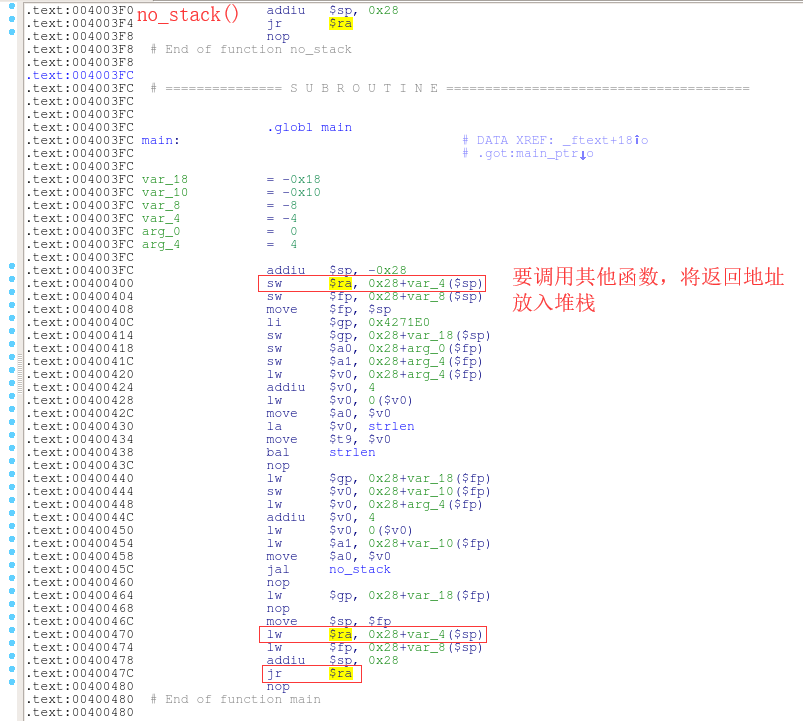 .text:004003F0 no_stack() addiu $sp, 0x28
.text:004003F4 jr $ra
.text:004003F8 nop
.text:004003F8 # End of function no_stack
.text:004003F8
.text:004003FC
.text:004003FC # =============== S U B R O U T I N E =======================================
.text:004003FC
.text:004003FC
.text:004003FC .globl main
.text:004003FC main: # DATA XREF: _ftext+18↑o
.text:004003FC # .got:main_ptr↓o
.text:004003FC
.text:004003FC var_18 = -0x18
.text:004003FC var_10 = -0x10
.text:004003FC var_8 = -8
.text:004003FC var_4 = -4
.text:004003FC arg_0 = 0
.text:004003FC arg_4 = 4
.text:004003FC
.text:004003FC addiu $sp, -0x28
.text:00400400 sw $ra, 0x28+var_4($sp)
要调用其他函数，将返回地址
放入堆栈
.text:00400404 sw $fp, 0x28+var_8($sp)
.text:00400408 move $fp, $sp
.text:0040040C li $gp, 0x4271E0
.text:00400414 sw $gp, 0x28+var_18($sp)
.text:00400418 sw $a0, 0x28+arg_0($fp)
.text:0040041C sw $a1, 0x28+arg_4($fp)
.text:00400420 lw $v0, 0x28+arg_4($fp)
.text:00400424 addiu $v0, 4
.text:00400428 lw $v0, 0($v0)
.text:0040042C move $a0, $v0
.text:00400430 la $v0, strlen
.text:00400434 move $t9, $v0
.text:00400438 bal strlen
.text:0040043C nop
.text:00400440 lw $gp, 0x28+var_18($fp)
.text:00400444 sw $v0, 0x28+var_10($fp)
.text:00400448 lw $v0, 0x28+arg_4($fp)
.text:0040044C addiu $v0, 4
.text:00400450 lw $v0, 0($v0)
.text:00400454 lw $a1, 0x28+var_10($fp)
.text:00400458 move $a0, $v0
.text:0040045C jal no_stack
.text:00400460 nop
.text:00400464 lw $gp, 0x28+var_18($fp)
.text:00400468 nop
.text:0040046C move $sp, $fp
.text:00400470 lw $ra, 0x28+var_4($sp)
.text:00400474 lw $fp, 0x28+var_8($sp)
.text:00400478 addiu $sp, 0x28
.text:0040047C jr $ra
.text:00400480 nop
.text:00400480 # End of function main
.text:00400480